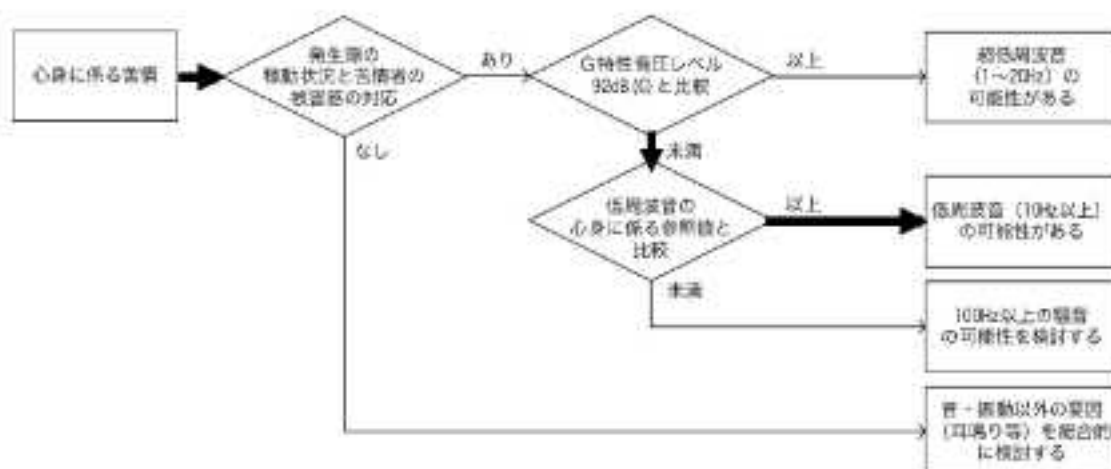 心身に係る苦情
発生源の
稼動状況と苦情者の
被害感の対応
あり
なし
G特性音圧レベル
92dB(G)と比較
以上
未満
超低周波音
(1～20Hz)の
可能性がある
低周波音の
心身に係る参照値と
比較
以上
未満
低周波音(10Hz以上)
の可能性がある
100Hz以上の騒音
の可能性を検討する
音・振動以外の要因
(耳鳴り等)を総合的
に検討する